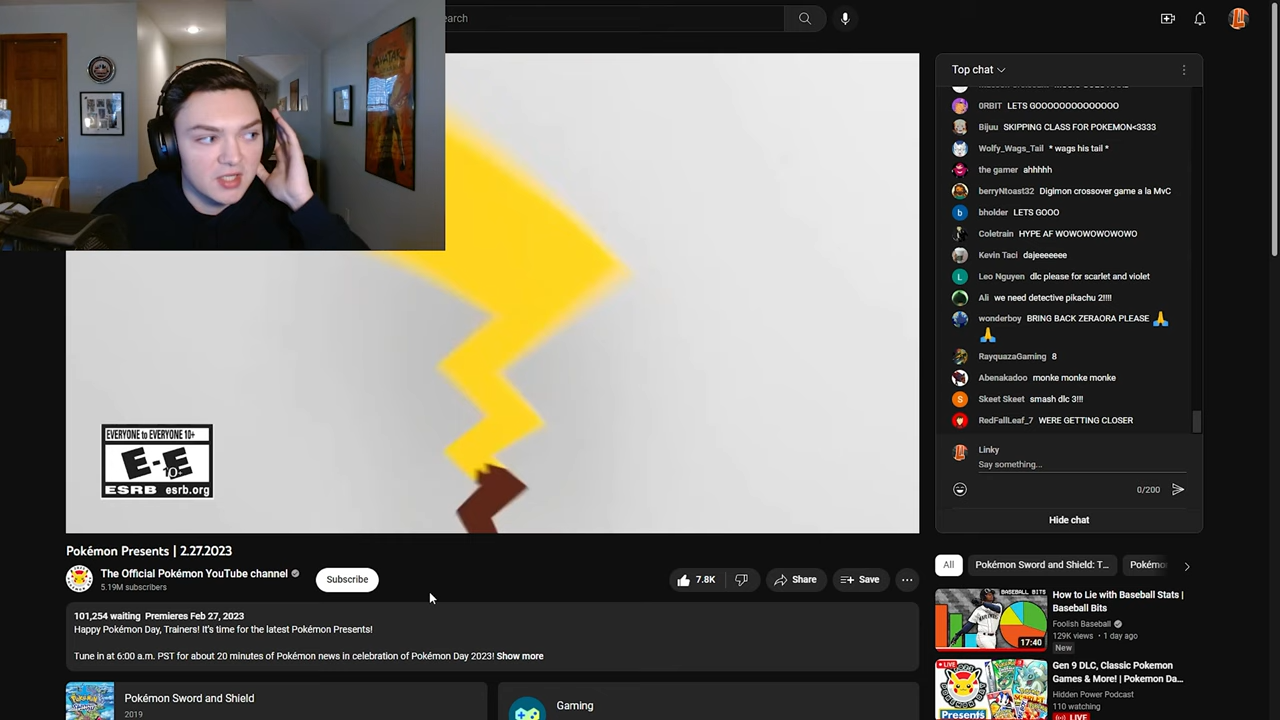 earch
Top chat
0RBIT LETS GOOOOOOOOOOOOOO
Bijuu SKIPPING CLASS FOR POKEMON<3333
Wolfy_Wags_Tail * wags his tail *
the gamer ahhhhh
berryNtoast32 Digimon crossover game a la MvC
bholder LETS GOOO
Coletrain HYPE AF WOWOWOWOWOWO
Kevin Taci dajeeeeeee
Leo Nguyen dlc please for scarlet and violet
Ali we need detective pikachu 2!!!!
wonderboy BRING BACK ZERAORA PLEASE 🙏
🙏
RayquazaGaming 8
Abenakadoo monke monke monke
Skeet Skeet smash dlc 3!!!
RedFallLeaf_7 WERE GETTING CLOSER
Linky
Say something...
0/200
Hide chat
EVERYONE to EVERYONE 10+
E-E 10+
ESRB esrb.org
Pokémon Presents | 2.27.2023
The Official Pokémon YouTube channel
5.19M subscribers
Subscribe
7.8K
Share
Save
101,254 waiting Premieres Feb 27, 2023
Happy Pokémon Day, Trainers! It's time for the latest Pokémon Presents!
Tune in at 6:00 a.m. PST for about 20 minutes of Pokémon news in celebration of Pokémon Day 2023! Show more
Pokémon Sword and Shield
2019
Gaming
All
Pokémon Sword and Shield: T...
Pokémon
BASEBALL BITS
17:40
How to Lie with Baseball Stats |
Baseball Bits
Foolish Baseball
129K views • 1 day ago
New
LIVE
Presents
Gen 9 DLC, Classic Pokemon
Games & More! | Pokemon Da...
Hidden Power Podcast
110 watching
LIVE